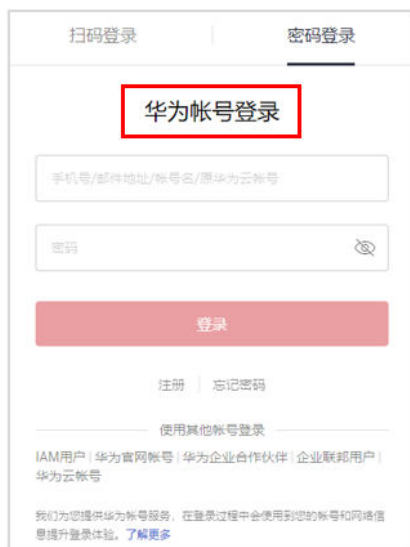 扫码登录 密码登录
华为帐号登录
手机号/邮件地址/帐号名/原华为云帐号
密码
登录
注册 忘记密码
使用其他帐号登录
IAM用户 | 华为官网帐号 | 华为企业合作伙伴 | 企业联邦用户 |
华为云帐号
我们为您提供华为帐号服务，在登录过程中会使用到您的帐号和网络信
息提升登录体验。了解更多